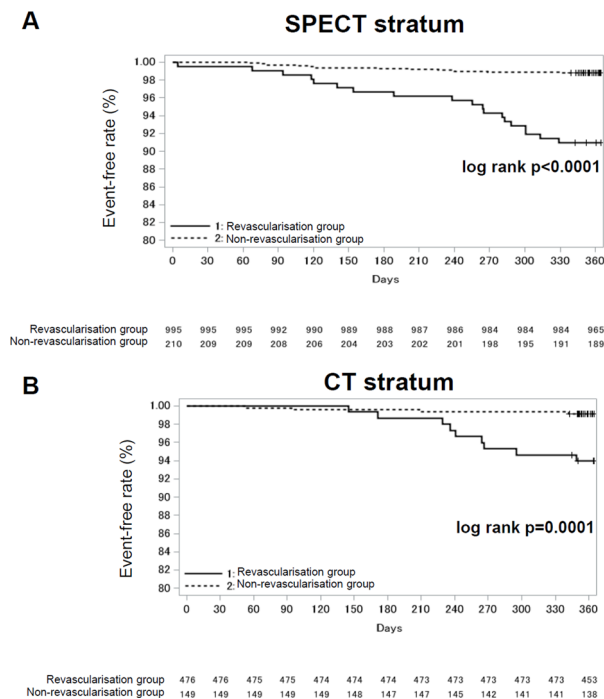 A
SPECT stratum
Event-free rate (%)
1.00
98
96
94
92
90
88
86
84
82
80
log rank p<0.0001
1: Revascularisation group
2: Non-revascularisation group
0 30 60 90 120 150 180 210 240 270 300 330 360
Days
Revascularisation group 995 995 995 992 990 989 988 987 986 984 984 984 965
Non-revascularisation group 210 209 209 208 206 204 203 202 201 198 195 191 189
B
CT stratum
Event-free rate (%)
1.00
98
96
94
92
90
88
86
84
82
80
log rank p=0.0001
1: Revascularisation group
2: Non-revascularisation group
0 30 60 90 120 150 180 210 240 270 300 330 360
Days
Revascularisation group 476 476 475 475 474 474 474 473 473 473 473 473 453
Non-revascularisation group 149 149 149 149 149 148 147 147 145 142 141 141 138